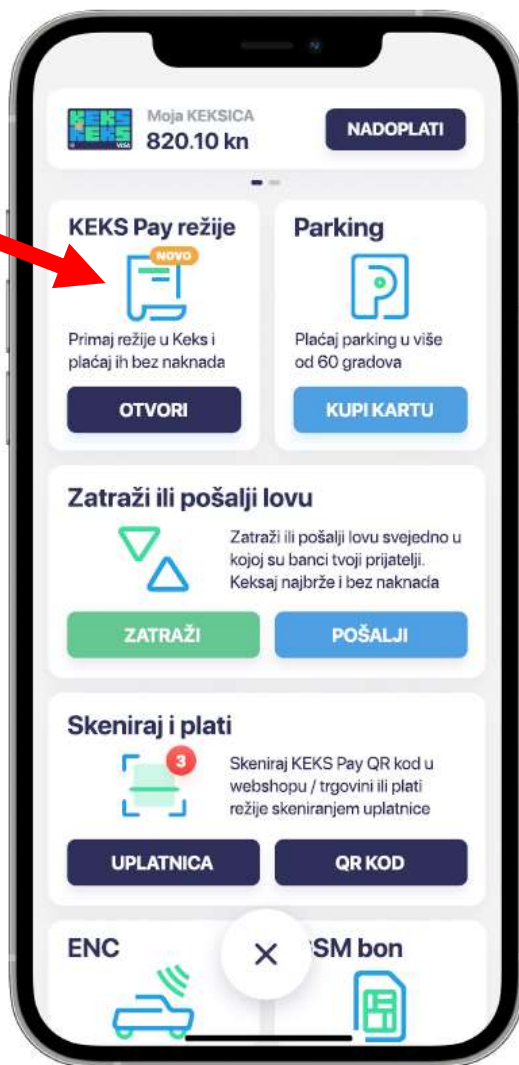 KEKS
KEKS
VISA
Moja KEKSICA
820.10 kn
NADOPLATI
KEKS Pay režije
NOVO
Primaj režije u Keks i
plaćaj ih bez naknada
OTVORI
Parking
P
Plaćaj parking u više
od 60 gradova
KUPI KARTU
Zatraži ili pošalji lovu
Zatraži ili pošalji lovu svejedno u
kojoj su banci tvoji prijatelji.
Keksaj najbrže i bez naknada
ZATRAŽI
POŠALJI
Skeniraj i plati
3
Skeniraj KEKS Pay QR kod u
webshopu / trgovini ili plati
režije skeniranjem uplatnice
UPLATNICA
QR KOD
ENC
SM bon